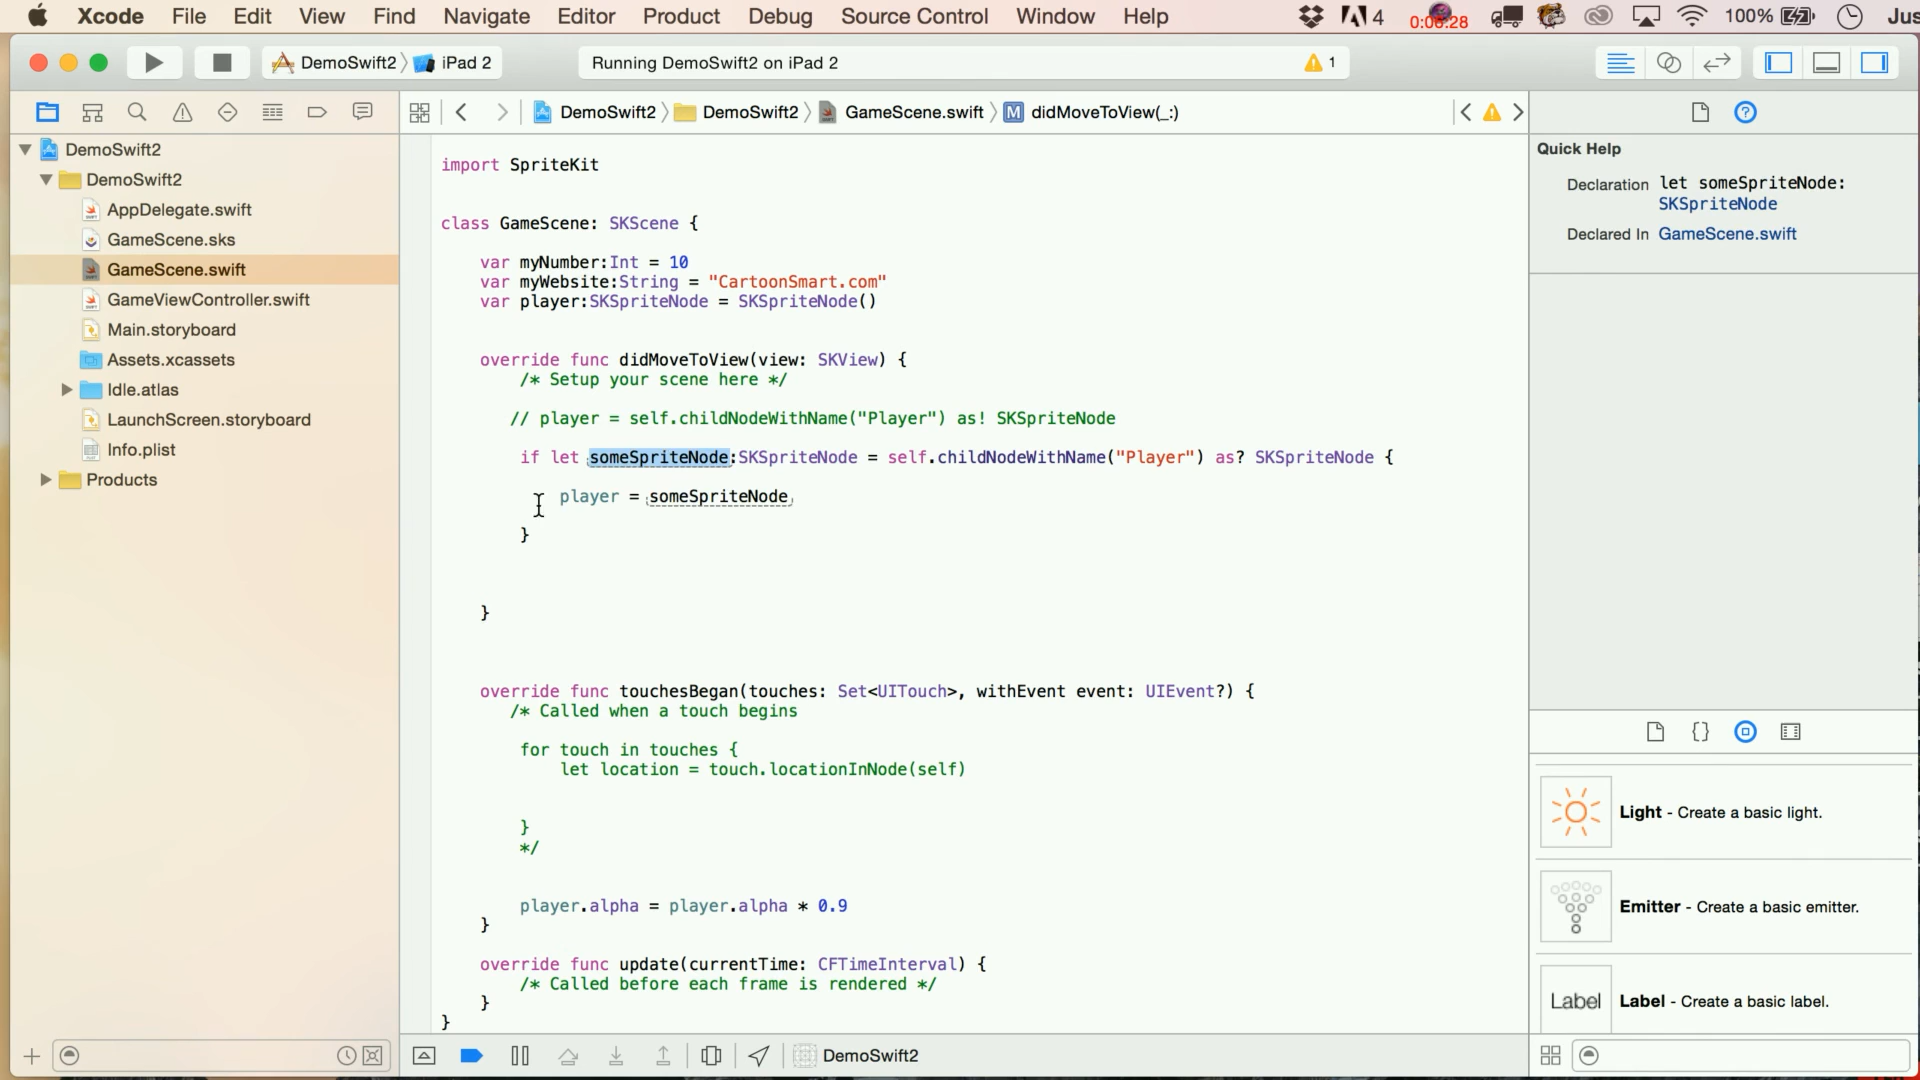 Xcode File Edit View Find Navigate Editor Product Debug Source Control Window Help 4 0:06:28 100% Jus
DemoSwift2 iPad 2 Running DemoSwift2 on iPad 2 1
DemoSwift2 DemoSwift2 GameScene.swift M didMoveToView(_:)
DemoSwift2
DemoSwift2
AppDelegate.swift
GameScene.sks
GameScene.swift
GameViewController.swift
Main.storyboard
Assets.xcassets
Idle.atlas
LaunchScreen.storyboard
Info.plist
Products
import SpriteKit
class GameScene: SKScene {
var myNumber:Int = 10
var myWebsite:String = "CartoonSmart.com"
var player:SKSpriteNode = SKSpriteNode()
override func didMoveToView(view: SKView) {
/* Setup your scene here */
// player = self.childNodeWithName("Player") as! SKSpriteNode
if let someSpriteNode:SKSpriteNode = self.childNodeWithName("Player") as? SKSpriteNode {
player = someSpriteNode
}
}
override func touchesBegan(touches: Set<UITouch>, withEvent event: UIEvent?) {
/* Called when a touch begins
for touch in touches {
let location = touch.locationInNode(self)
}
*/
player.alpha = player.alpha * 0.9
}
override func update(currentTime: CFTimeInterval) {
/* Called before each frame is rendered */
}
}
DemoSwift2
Quick Help
Declaration let someSpriteNode:
SKSpriteNode
Declared In GameScene.swift
{}
Light - Create a basic light.
Emitter - Create a basic emitter.
Label Label - Create a basic label.